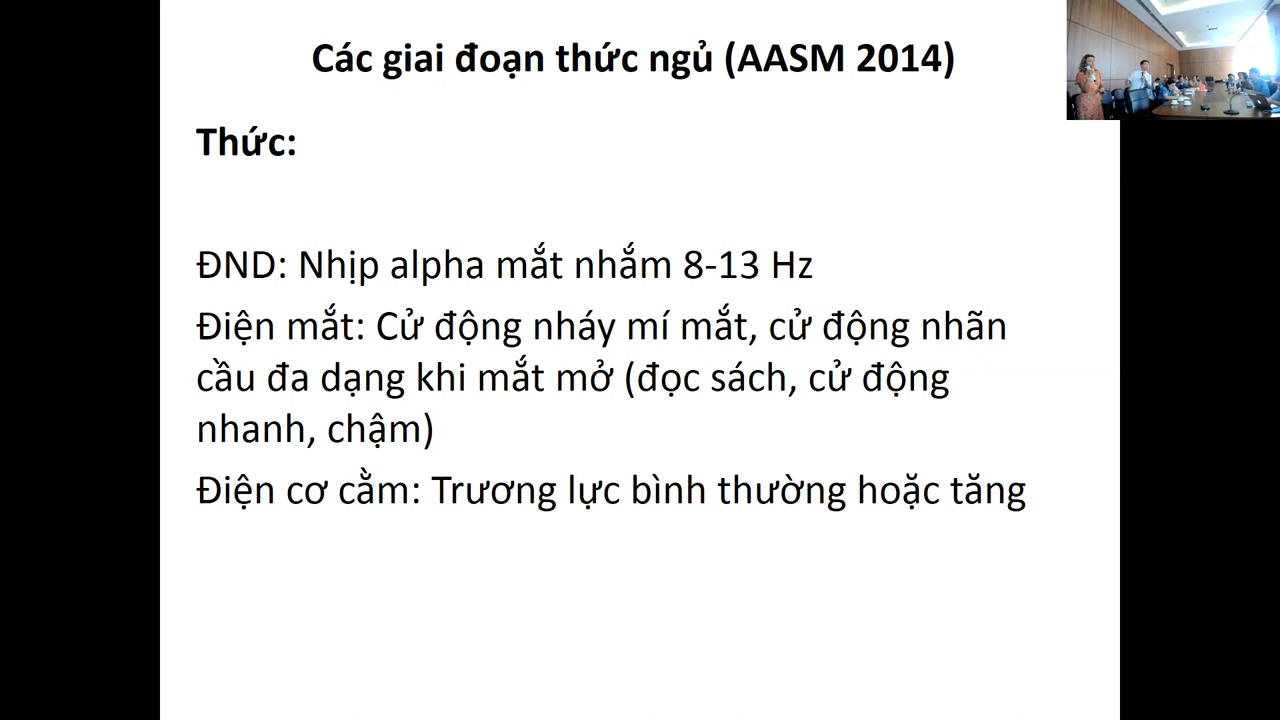 Các giai đoạn thức ngủ (AASM 2014)
Thức:
ĐND: Nhịp alpha mắt nhắm 8-13 Hz
Điện mắt: Cử động nháy mí mắt, cử động nhãn
cầu đa dạng khi mắt mở (đọc sách, cử động
nhanh, chậm)
Điện cơ cằm: Trương lực bình thường hoặc tăng